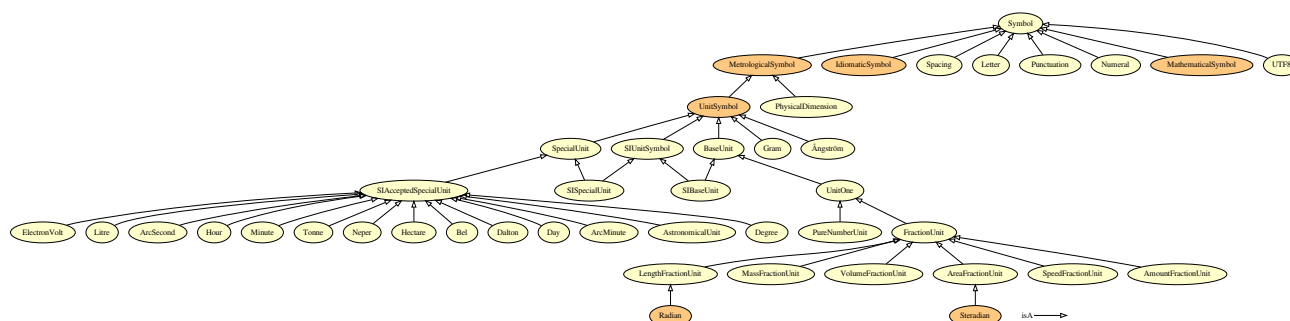 Symbol
MetrologicalSymbol IdiomaticSymbol Spacing Letter Punctuation Numeral MathematicalSymbol UTF8
UnitSymbol PhysicalDimension
SpecialUnit SIUnitSymbol BaseUnit Gram Ångström
SIAcceptedSpecialUnit SISpecialUnit SIBaseUnit UnitOne
ElectronVolt Litre ArcSecond Hour Minute Tonne Neper Hectare Bel Dalton Day ArcMinute AstronomicalUnit Degree PureNumberUnit FractionUnit
LengthFractionUnit MassFractionUnit VolumeFractionUnit AreaFractionUnit SpeedFractionUnit AmountFractionUnit
Radian Steradian isA